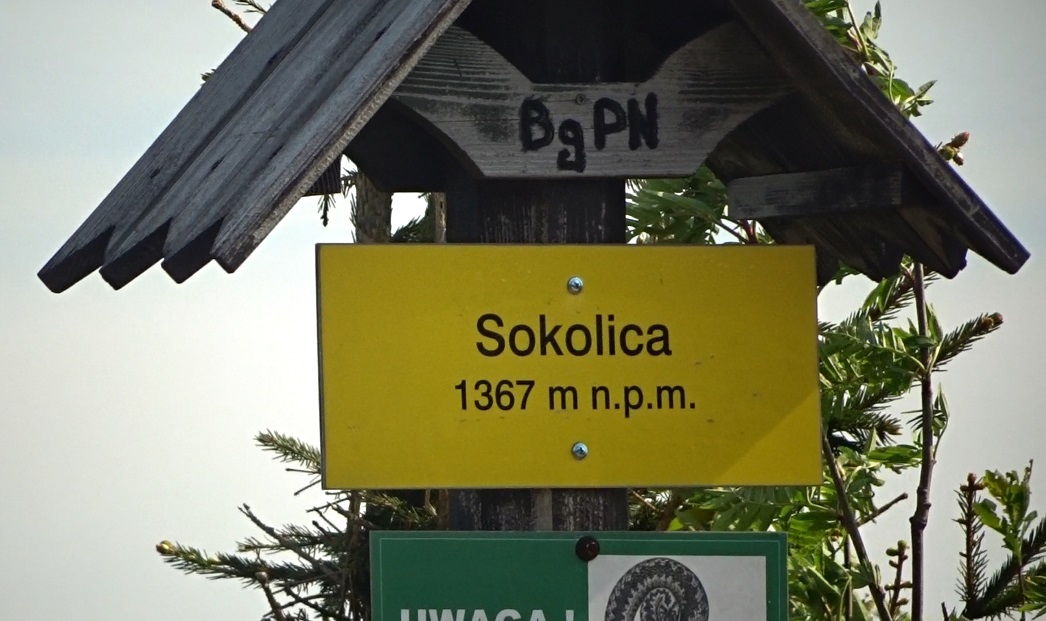 BgPN
Sokolica
1367 m n.p.m.
UWAGA !